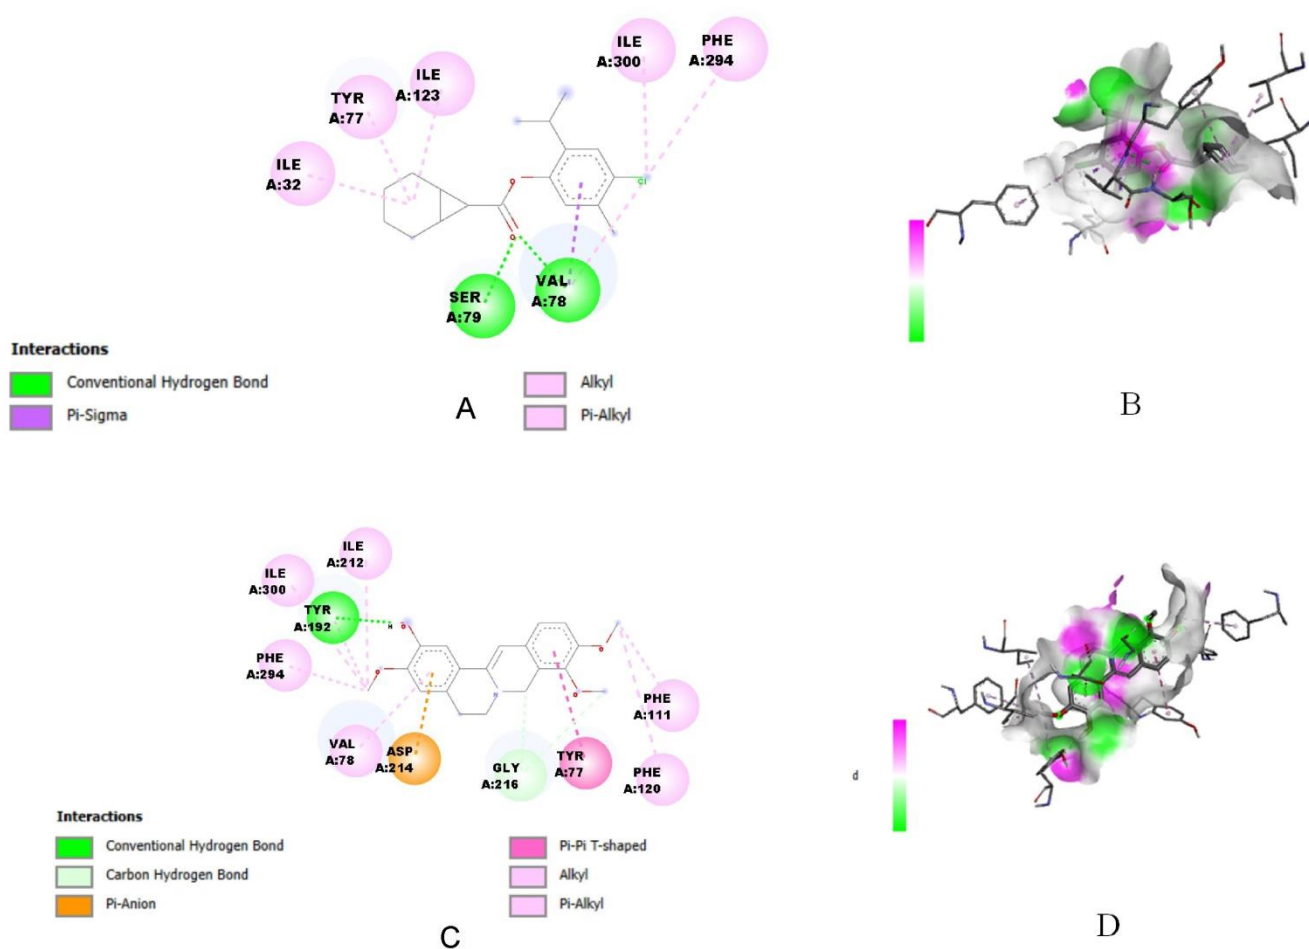 ILE
A:300
PHE
A:294
ILE
A:123
TYR
A:77
ILE
A:32
Cl
O
O
SER
A:79
VAL
A:78
Interactions
Conventional Hydrogen Bond
Pi-Sigma
Alkyl
Pi-Alkyl
A
B
ILE
A:212
ILE
A:300
TYR
A:192
H
O
O
PHE
A:294
N
O
O
VAL
A:78
ASP
A:214
GLY
A:216
TYR
A:77
PHE
A:111
PHE
A:120
d
Interactions
Conventional Hydrogen Bond
Carbon Hydrogen Bond
Pi-Anion
Pi-Pi T-shaped
Alkyl
Pi-Alkyl
C
D